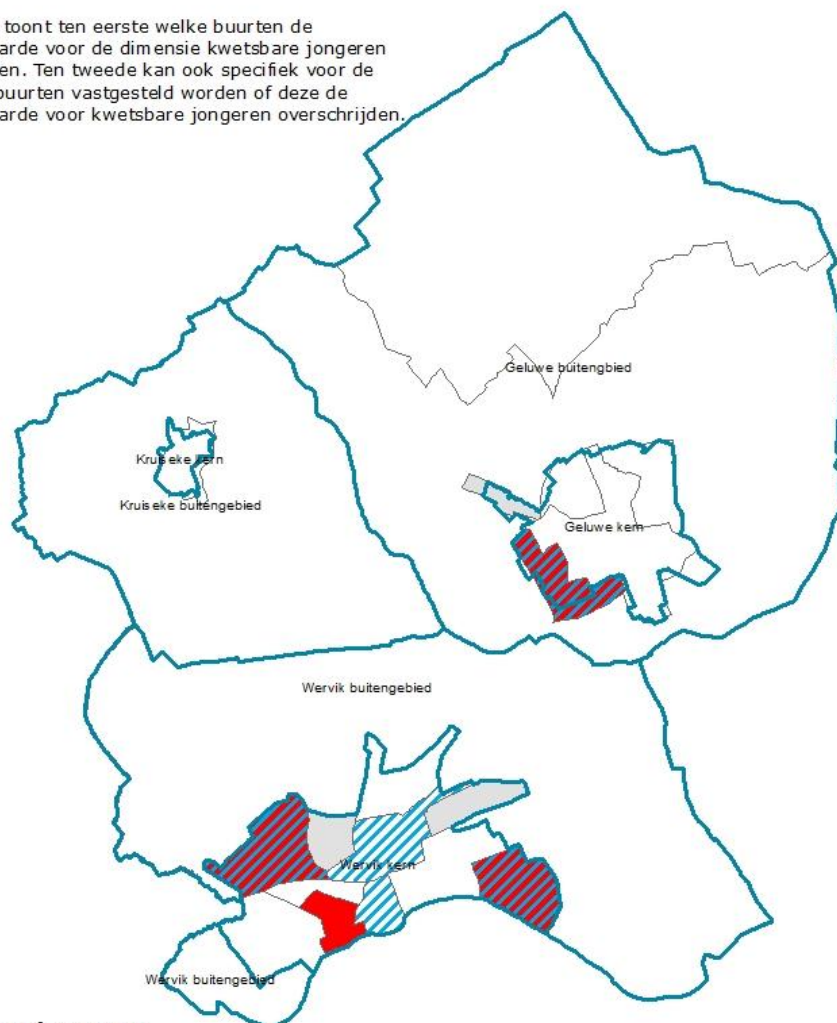 toont ten eerste welke buurten de
arde voor de dimensie kwetsbare jongeren
en. Ten tweede kan ook specifiek voor de
buurten vastgesteld worden of deze de
arde voor kwetsbare jongeren overschrijden.
Geluwe buitengbied
Kruiseke kern
Kruiseke buitengebied
Geluwe kern
Wervik buitengebied
Wervik kern
Wervik buitengebied